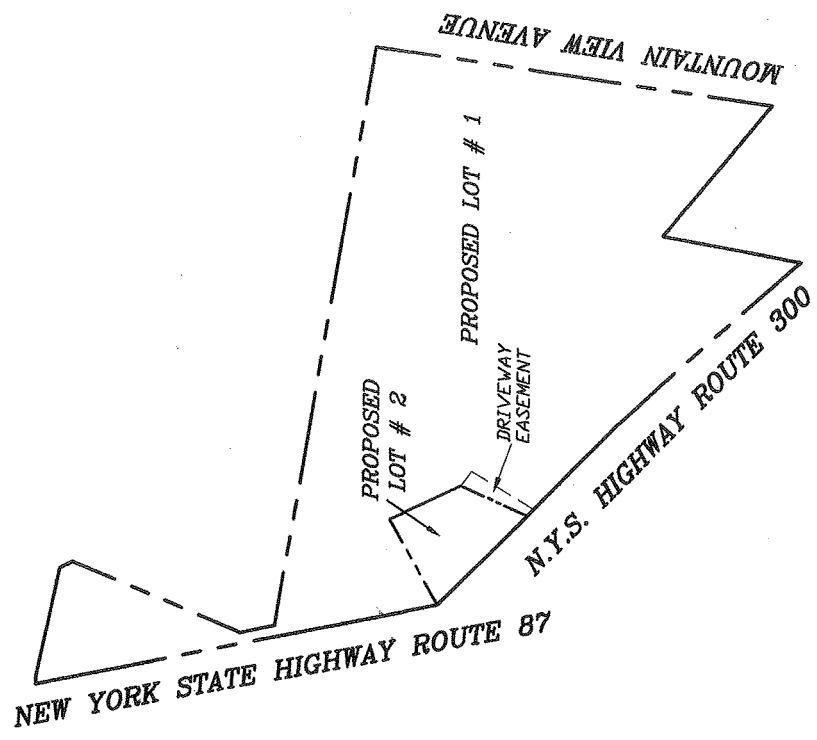 MOUNTAIN VIEW AVENUE
PROPOSED LOT # 1
DRIVEWAY
EASEMENT
PROPOSED
LOT # 2
N.Y.S. HIGHWAY ROUTE 300
NEW YORK STATE HIGHWAY ROUTE 87